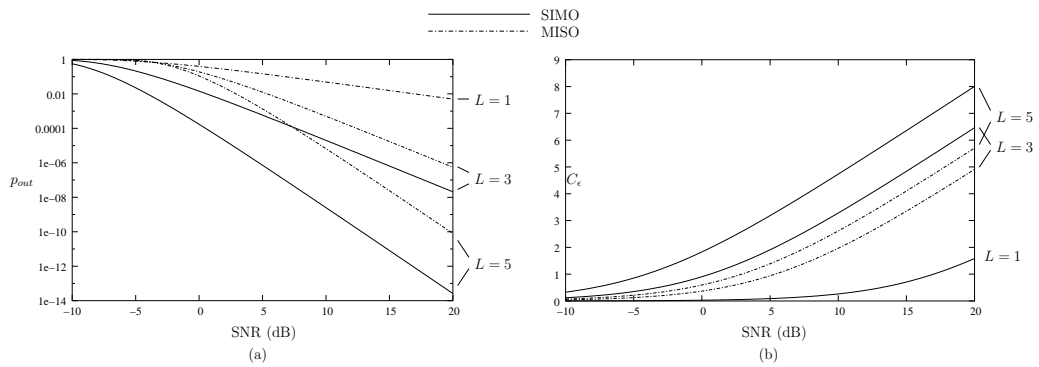 SIMO
MISO
1
0.01
0.0001
1e−06
1e−08
1e−10
1e−12
1e−14
p_out
−10
−5
0
5
10
15
20
SNR (dB)
(a)
L = 1
L = 3
L = 5
9
8
7
6
5
4
3
2
1
0
C_ϵ
−10
−5
0
5
10
15
20
SNR (dB)
(b)
L = 5
L = 3
L = 1